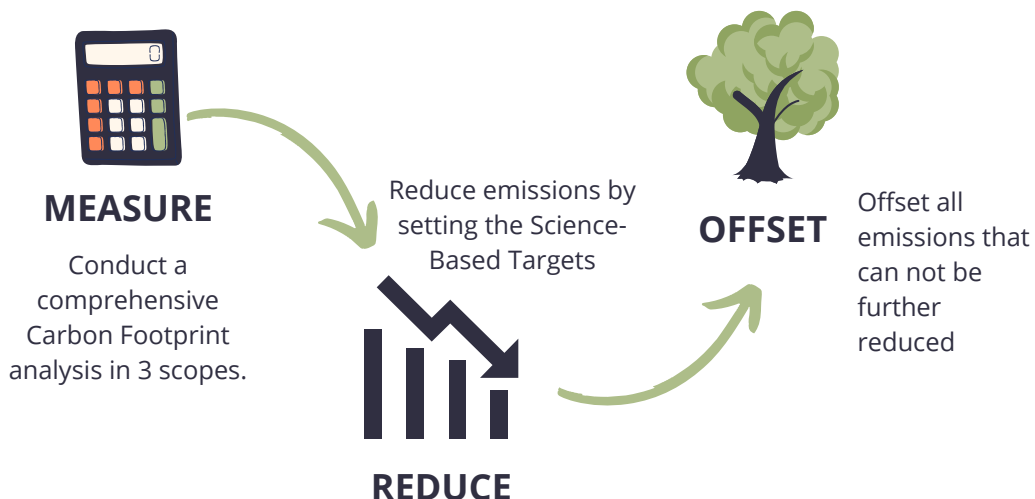 0
MEASURE
Conduct a
comprehensive
Carbon Footprint
analysis in 3 scopes.
Reduce emissions by
setting the Science-
Based Targets
REDUCE
OFFSET
Offset all
emissions that
can not be
further
reduced